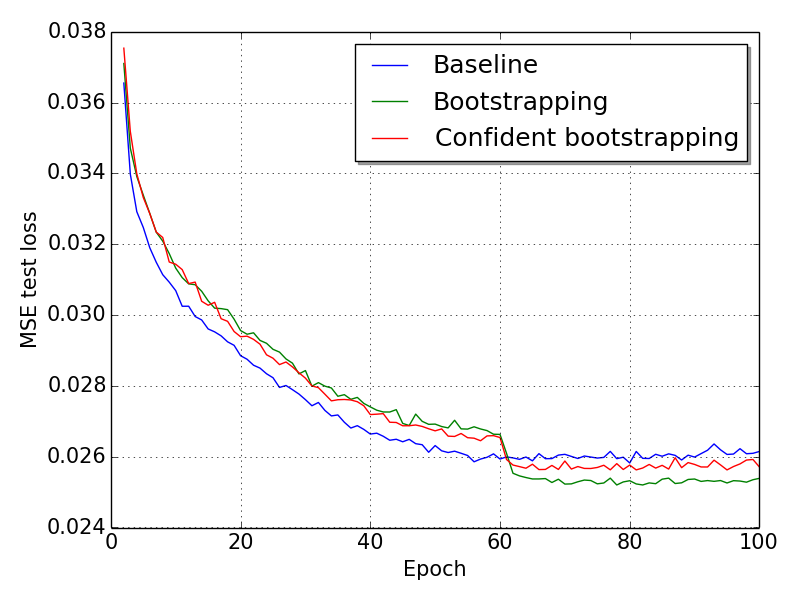 0.038
0.036
0.034
0.032
0.030
0.028
0.026
0.024
MSE test loss
Baseline
Bootstrapping
Confident bootstrapping
0 20 40 60 80 100
Epoch